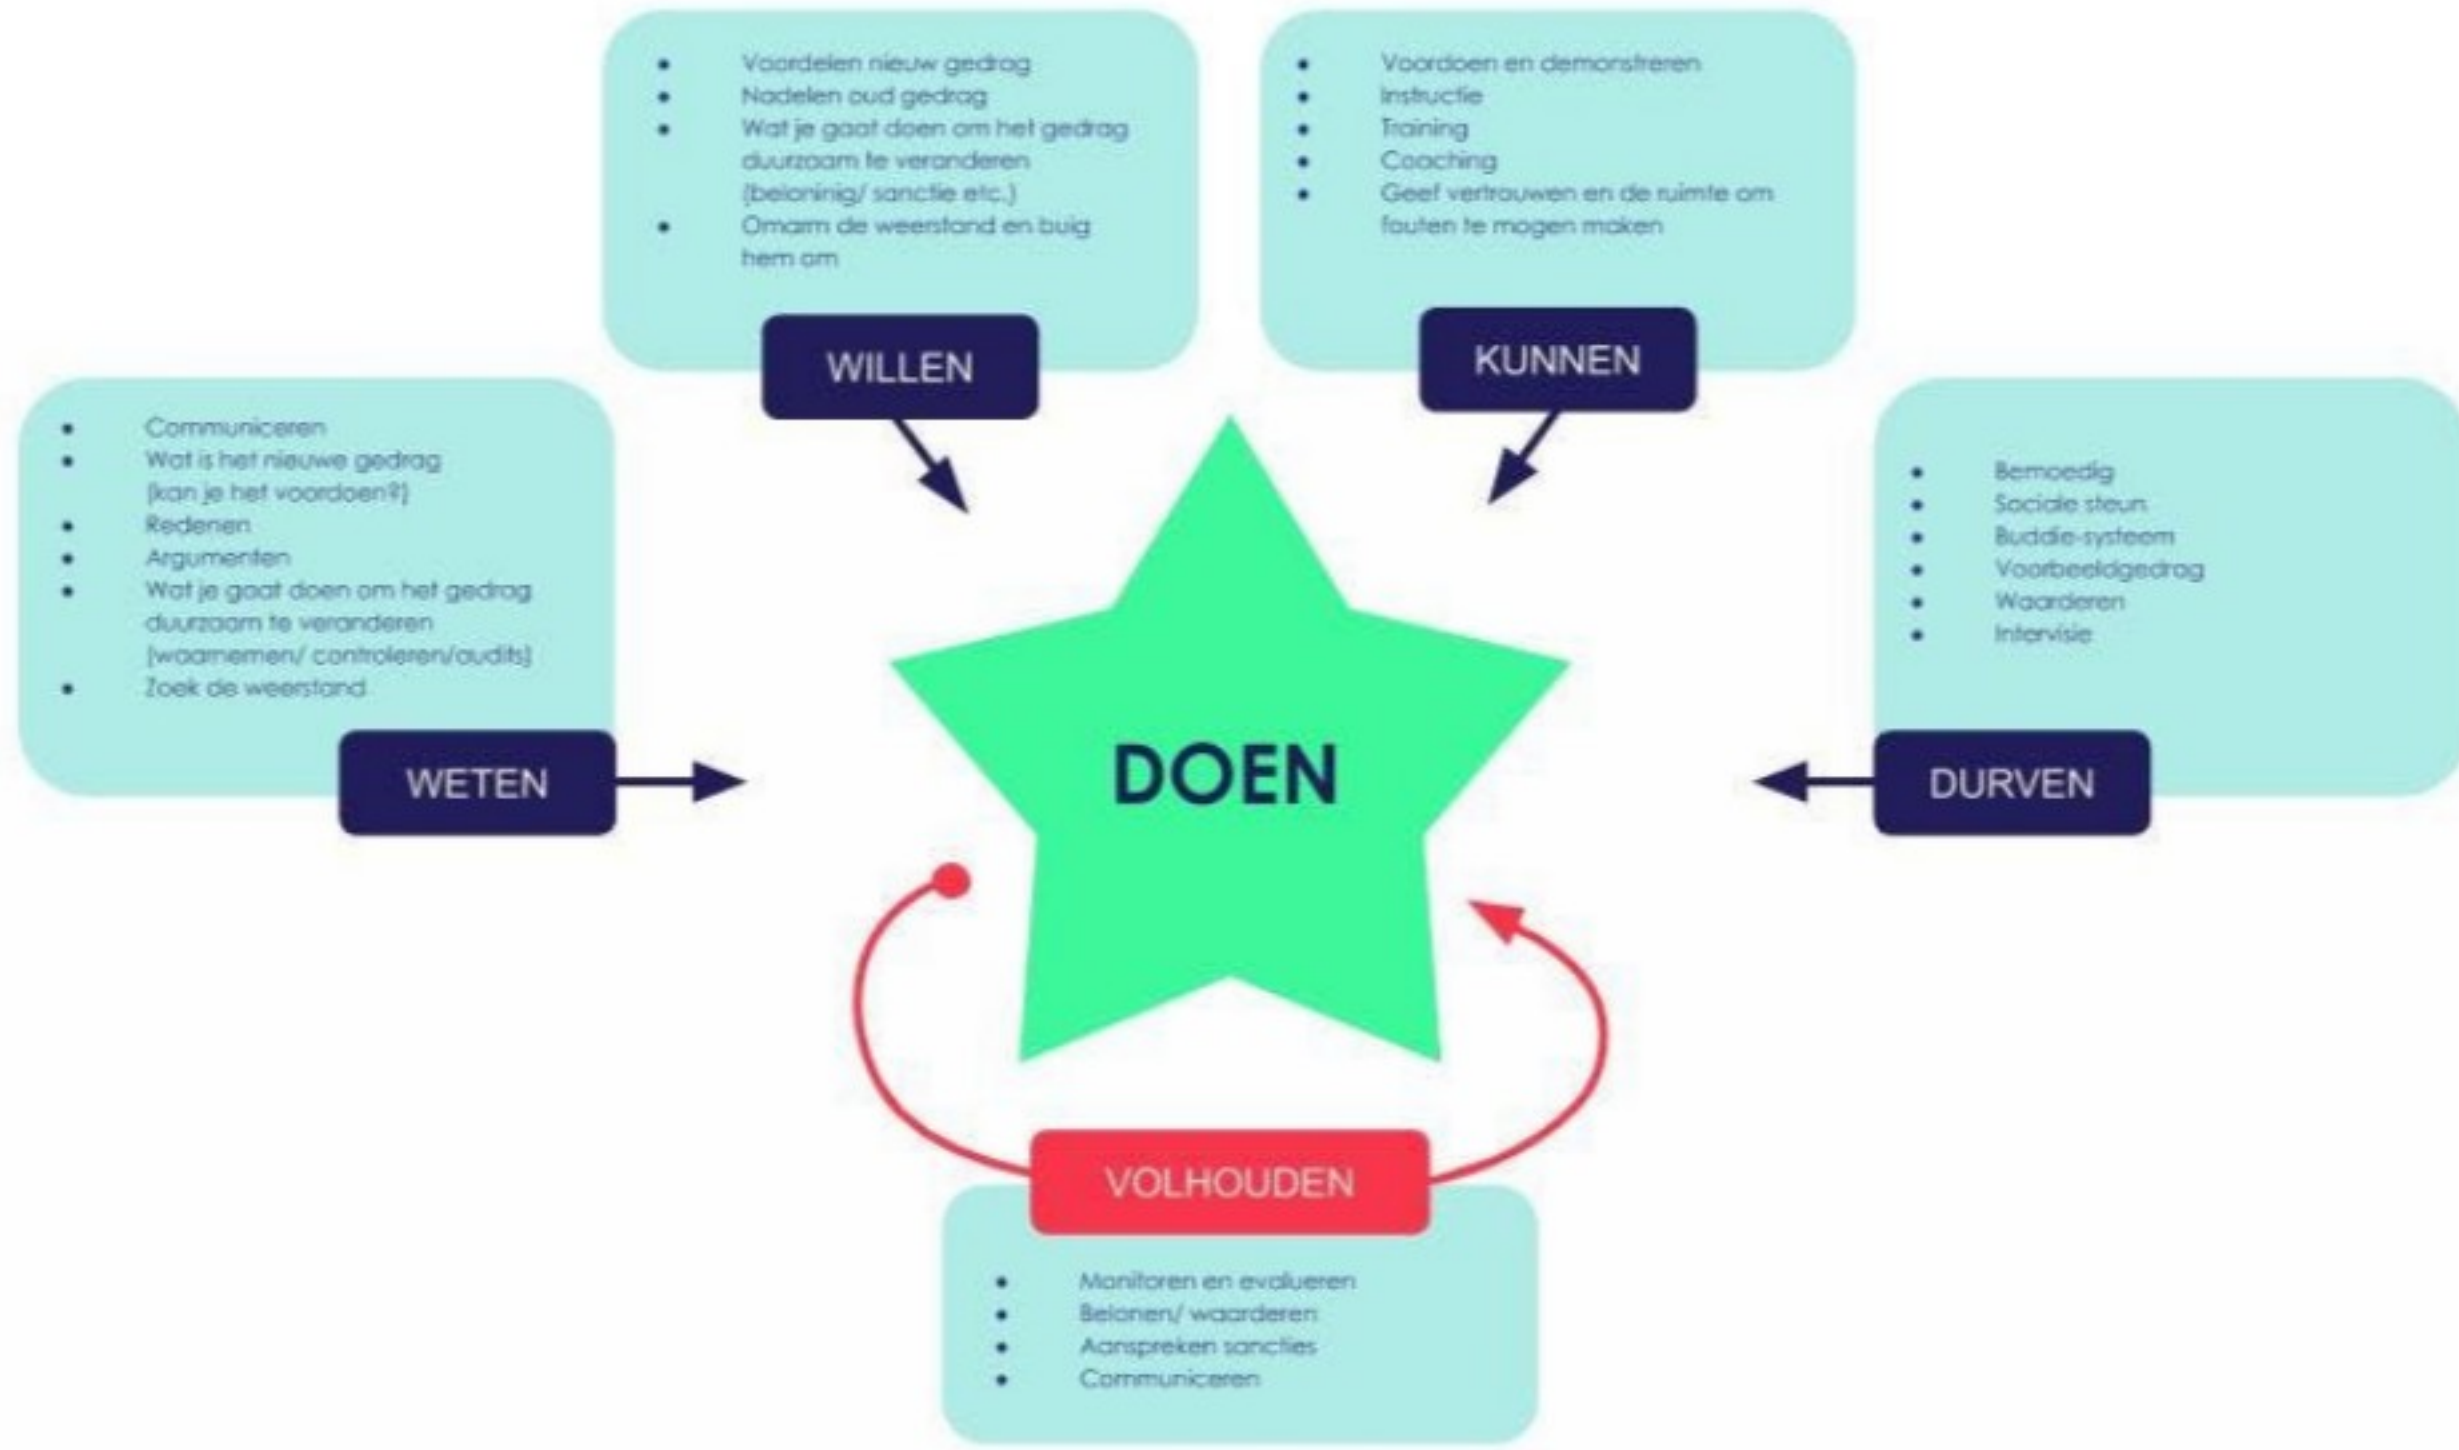 • Communiceren
• Wat is het nieuwe gedrag
(kan je het voordoen?)
• Redenen
• Argumenten
• Wat je gaat doen om het gedrag
duurzaam te veranderen
(waarnemen/ controleren/audits)
• Zoek de weerstand
WETEN
• Voordelen nieuw gedrag
• Nadelen oud gedrag
• Wat je gaat doen om het gedrag
duurzaam te veranderen
(beloninig/ sanctie etc.)
• Omarm de weerstand en buig
hem om
WILLEN
• Voordoen en demonstreren
• Instructie
• Training
• Coaching
• Geef vertrouwen en de ruimte om
fouten te mogen maken
KUNNEN
• Bemoedig
• Sociale steun
• Buddie-systeem
• Voorbeeldgedrag
• Waarderen
• Intervisie
DURVEN
DOEN
VOLHOUDEN
• Monitoren en evalueren
• Belonen/ waarderen
• Aanspreken sancties
• Communiceren